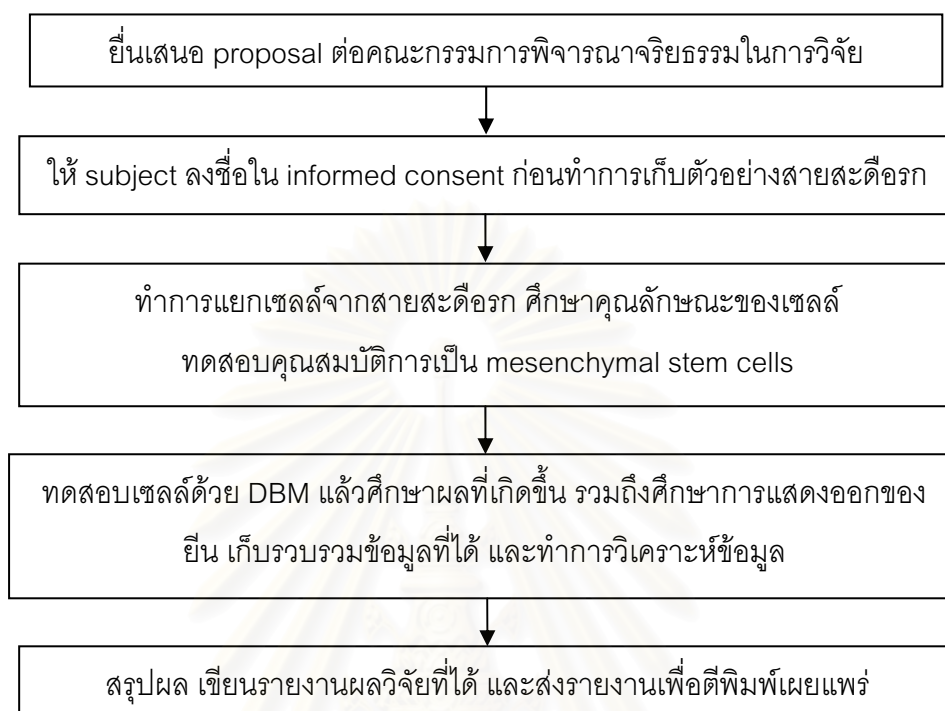 ยื่นเสนอ proposal ต่อคณะกรรมการพิจารณาจริยธรรมในการวิจัย
ให้ subject ลงชื่อใน informed consent ก่อนทำการเก็บตัวอย่างสายสะดือรก
ทำการแยกเซลล์จากสายสะดือรก ศึกษาคุณลักษณะของเซลล์
ทดสอบคุณสมบัติการเป็น mesenchymal stem cells
ทดสอบเซลล์ด้วย DBM แล้วศึกษาผลที่เกิดขึ้น รวมถึงศึกษาการแสดงออกของ
ยีน เก็บรวบรวมข้อมูลที่ได้ และทำการวิเคราะห์ข้อมูล
สรุปผล เขียนรายงานผลวิจัยที่ได้ และส่งรายงานเพื่อตีพิมพ์เผยแพร่